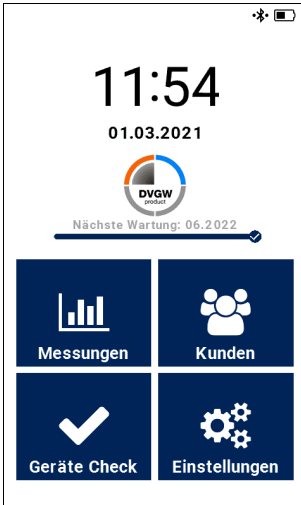 11:54
01.03.2021
DVGW
product
Nächste Wartung: 06.2022
Messungen
Kunden
Geräte Check
Einstellungen